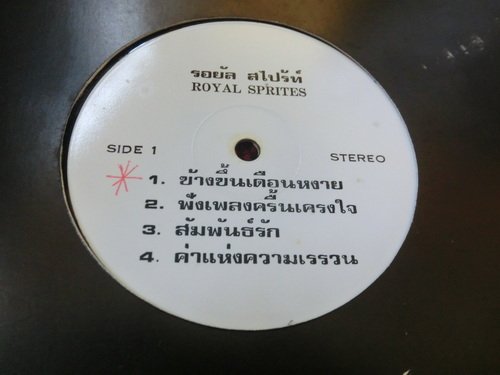 รอยัล สไปร้ท์
ROYAL SPRITES
SIDE 1
STEREO
1. ข้างขึ้นเดือนหงาย
2. ฟังเพลงครื้นเครงใจ
3. สัมพันธ์รัก
4. ค่าแห่งความเรรวน